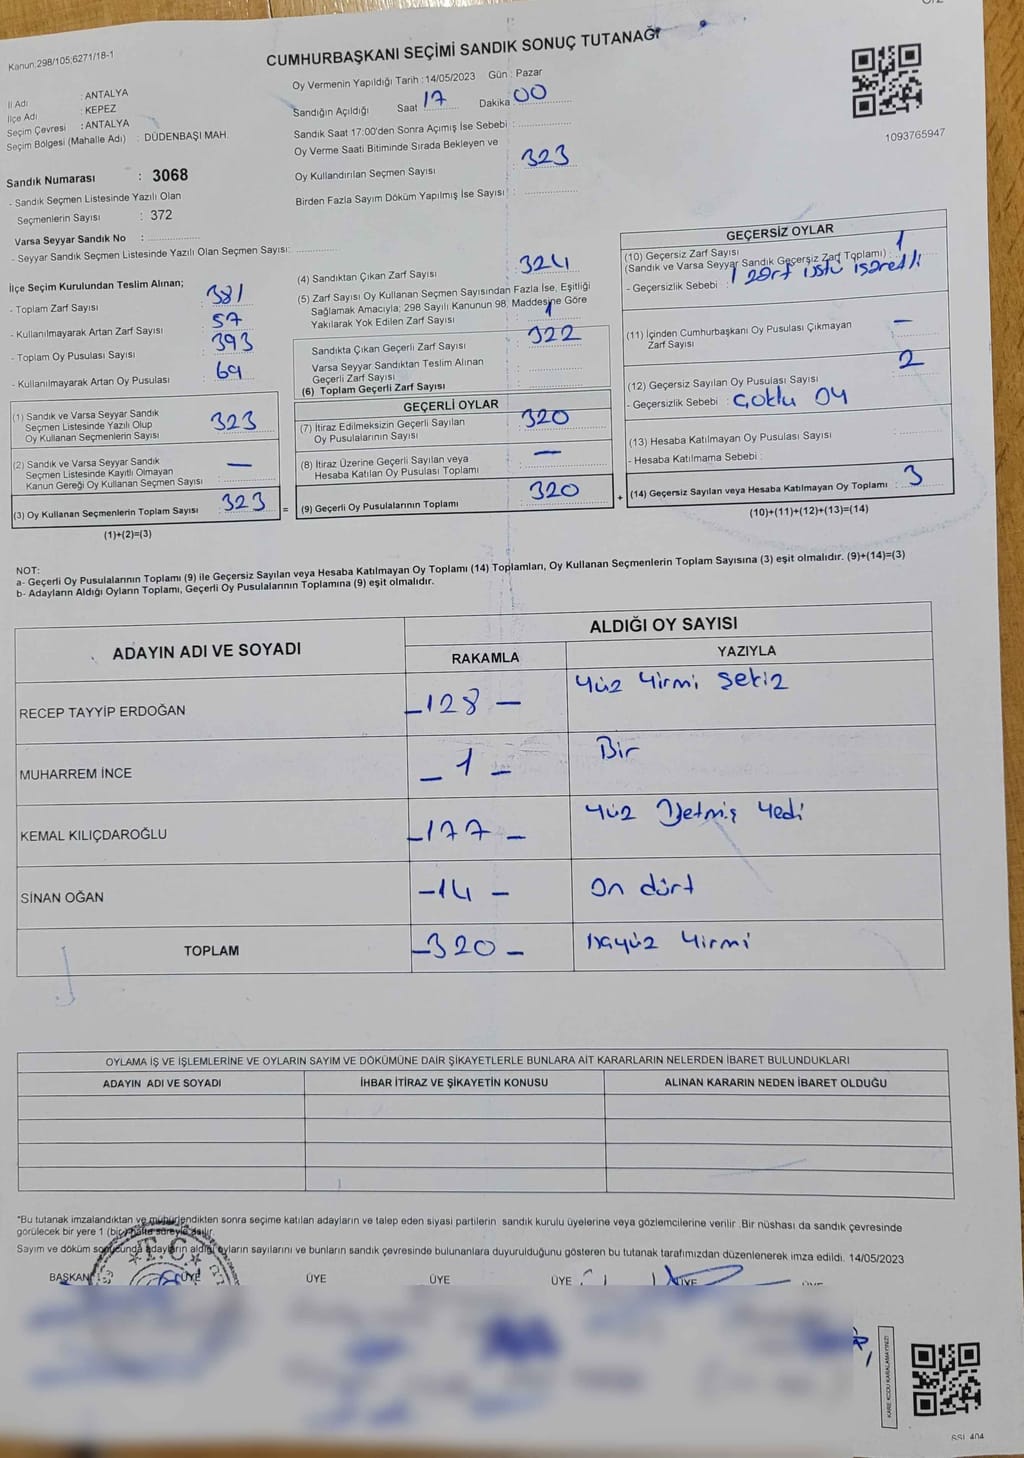 Kanun;298/105;6271/18-1
CUMHURBAŞKANI SEÇİMİ SANDIK SONUÇ TUTANAĞI
Oy Vermenin Yapıldığı Tarih : 14/05/2023 Gün : Pazar
İl Adı : ANTALYA
İlçe Adı : KEPEZ
Seçim Çevresi : ANTALYA
Seçim Bölgesi (Mahalle Adı) : DÜDENBAŞI MAH.
Sandığın Açıldığı Saat 17 Dakika 00
Sandık Saat 17:00'den Sonra Açımış İse Sebebi :
Oy Verme Saati Bitiminde Sırada Bekleyen ve
Oy Kullandırılan Seçmen Sayısı : 323
Birden Fazla Sayım Döküm Yapılmış İse Sayısı :
1093765947
Sandık Numarası : 3068
- Sandık Seçmen Listesinde Yazılı Olan
Seçmenlerin Sayısı : 372
Varsa Seyyar Sandık No :
- Seyyar Sandık Seçmen Listesinde Yazılı Olan Seçmen Sayısı:
İlçe Seçim Kurulundan Teslim Alınan;
- Toplam Zarf Sayısı : 381
- Kullanılmayarak Artan Zarf Sayısı : 57
- Toplam Oy Pusulası Sayısı : 393
- Kullanılmayarak Artan Oy Pusulası : 69
(1) Sandık ve Varsa Seyyar Sandık
Seçmen Listesinde Yazılı Olup
Oy Kullanan Seçmenlerin Sayısı : 323
(2) Sandık ve Varsa Seyyar Sandık
Seçmen Listesinde Kayıtlı Olmayan
Kanun Gereği Oy Kullanan Seçmen Sayısı : —
(3) Oy Kullanan Seçmenlerin Toplam Sayısı : 323
(1)+(2)=(3)
=
(4) Sandıktan Çıkan Zarf Sayısı : 324
(5) Zarf Sayısı Oy Kullanan Seçmen Sayısından Fazla İse, Eşitliği
Sağlamak Amacıyla; 298 Sayılı Kanunun 98. Maddesine Göre
Yakılarak Yok Edilen Zarf Sayısı : 1
Sandıkta Çıkan Geçerli Zarf Sayısı : 322
Varsa Seyyar Sandıktan Teslim Alınan
Geçerli Zarf Sayısı
(6) Toplam Geçerli Zarf Sayısı
GEÇERLİ OYLAR
(7) İtiraz Edilmeksizin Geçerli Sayılan
Oy Pusulalarının Sayısı : 320
(8) İtiraz Üzerine Geçerli Sayılan veya
Hesaba Katılan Oy Pusulası Toplamı : —
(9) Geçerli Oy Pusulalarının Toplamı : 320
+
GEÇERSİZ OYLAR
(10) Geçersiz Zarf Sayısı
(Sandık ve Varsa Seyyar Sandık Geçersiz Zarf Toplamı) : 1
- Geçersizlik Sebebi : 1 zarf üstü işaretli
(11) İçinden Cumhurbaşkanı Oy Pusulası Çıkmayan
Zarf Sayısı : —
(12) Geçersiz Sayılan Oy Pusulası Sayısı : 2
- Geçersizlik Sebebi : Çoklu oy
(13) Hesaba Katılmayan Oy Pusulası Sayısı :
- Hesaba Katılmama Sebebi :
(14) Geçersiz Sayılan veya Hesaba Katılmayan Oy Toplamı : 3
(10)+(11)+(12)+(13)=(14)
NOT:
a- Geçerli Oy Pusulalarının Toplamı (9) ile Geçersiz Sayılan veya Hesaba Katılmayan Oy Toplamı (14) Toplamları, Oy Kullanan Seçmenlerin Toplam Sayısına (3) eşit olmalıdır. (9)+(14)=(3)
b- Adayların Aldığı Oyların Toplamı, Geçerli Oy Pusulalarının Toplamına (9) eşit olmalıdır.
ADAYIN ADI VE SOYADI
ALDIĞI OY SAYISI
RAKAMLA YAZIYLA
RECEP TAYYİP ERDOĞAN —128— Yüz Yirmi Sekiz
MUHARREM İNCE —1— Bir
KEMAL KILIÇDAROĞLU —177— Yüz Yetmiş Yedi
SİNAN OĞAN —14— On dört
TOPLAM —320— Yirmi
OYLAMA İŞ VE İŞLEMLERİNE VE OYLARIN SAYIM VE DÖKÜMÜNE DAİR ŞİKAYETLERLE BUNLARA AİT KARARLARIN NELERDEN İBARET BULUNDUKLARI
ADAYIN ADI VE SOYADI İHBAR İTİRAZ VE ŞİKAYETİN KONUSU ALINAN KARARIN NEDEN İBARET OLDUĞU
*Bu tutanak imzalandıktan ve mühürlendikten sonra seçime katılan adayların ve talep eden siyasi partilerin sandık kurulu üyelerine veya gözlemcilerine verilir .Bir nüshası da sandık çevresinde
görülecek bir yere 1 (bir) hafta süreyle asılır.
Sayım ve döküm sonucunda adayların aldığı oyların sayılarını ve bunların sandık çevresinde bulunanlara duyurulduğunu gösteren bu tutanak tarafımızdan düzenlenerek imza edildi. 14/05/2023
BAŞKAN ÜYE ÜYE ÜYE ÜYE ÜYE
T.C.
KARE KODU KARALAMAYINIZ!